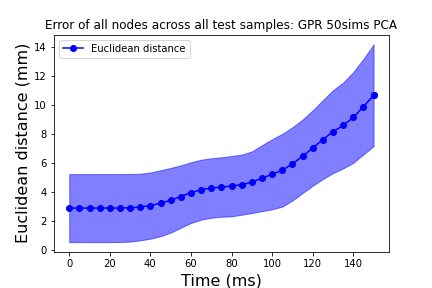 Error of all nodes across all test samples: GPR 50sims PCA
Euclidean distance
Euclidean distance (mm)
14
12
10
8
6
4
2
0
0 20 40 60 80 100 120 140
Time (ms)